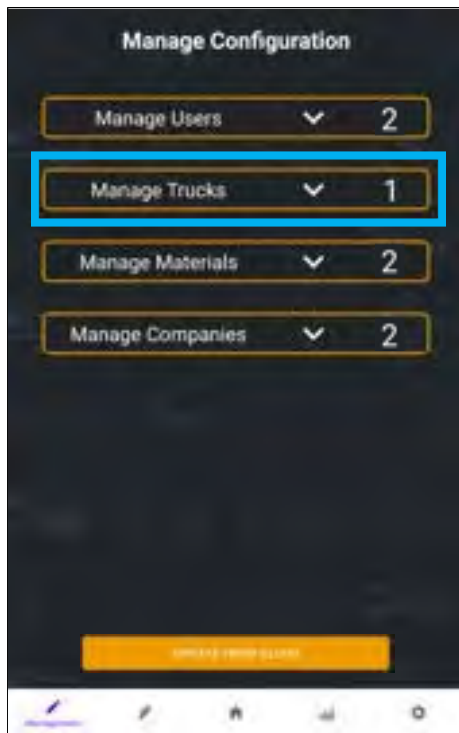 Manage Configuration
Manage Users 2
Manage Trucks 1
Manage Materials 2
Manage Companies 2